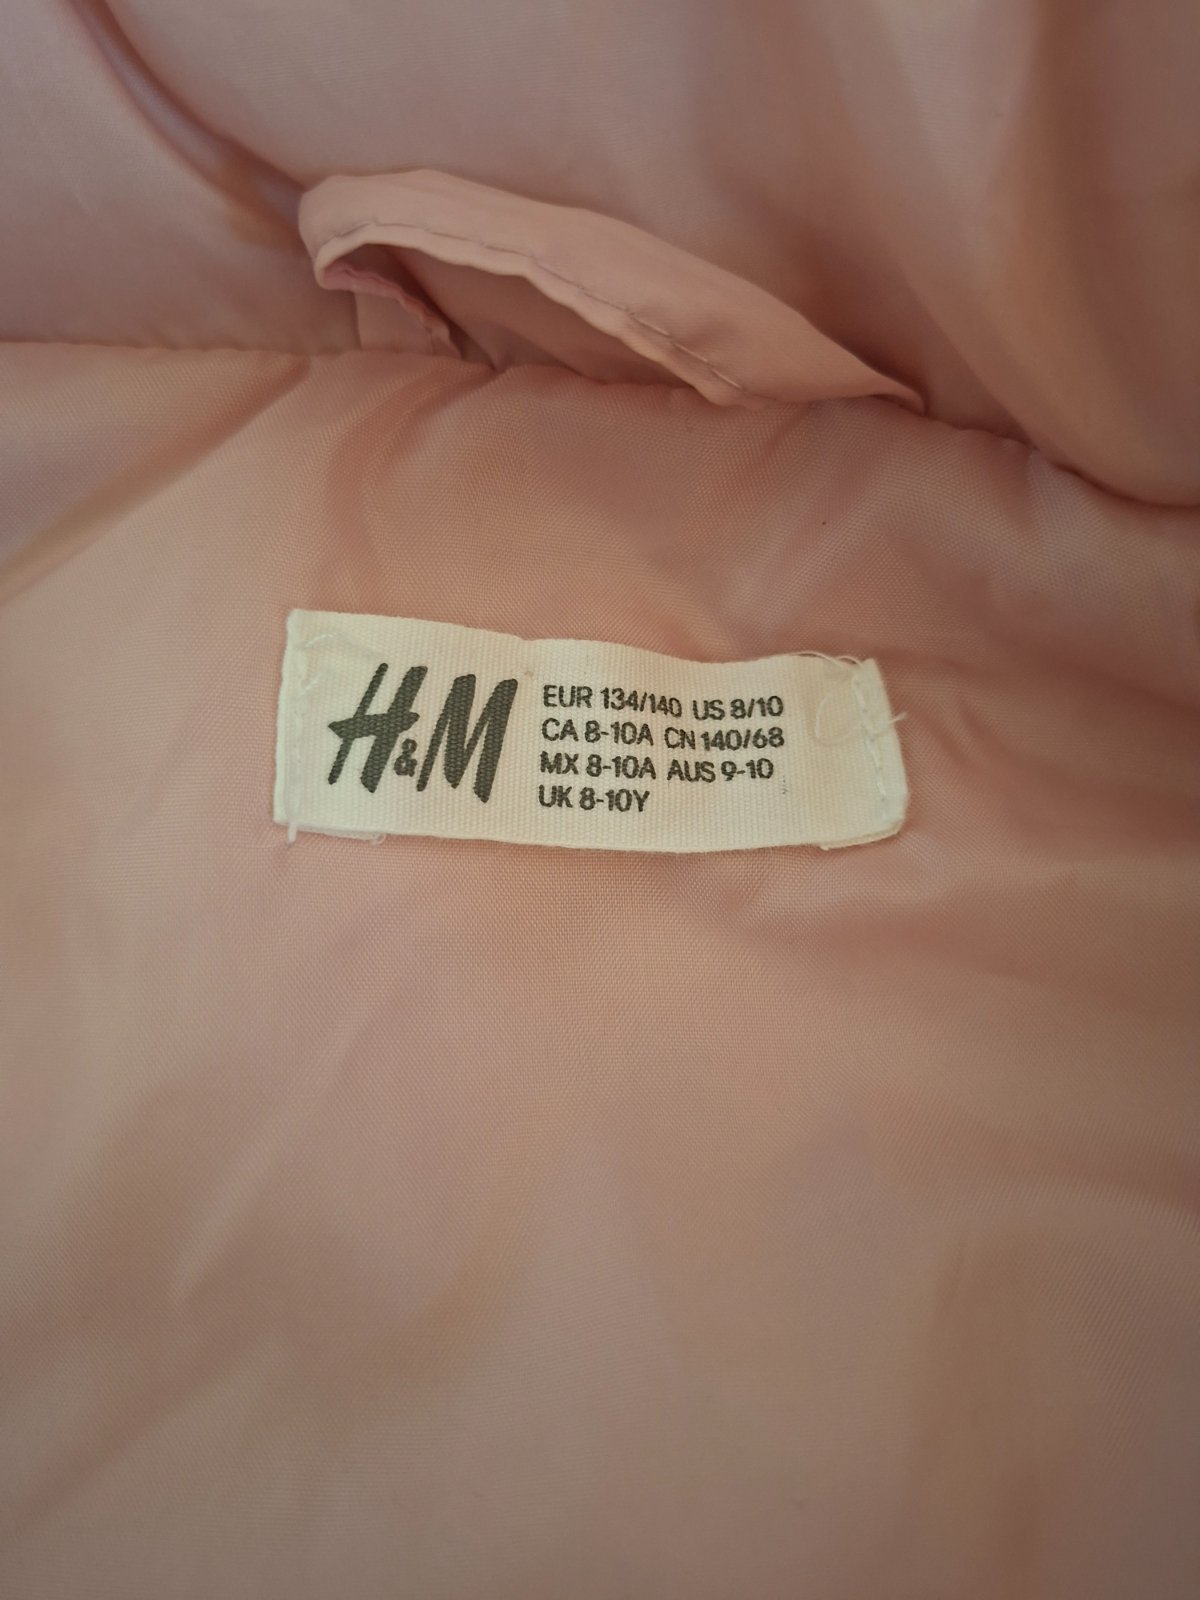 H&M
EUR 134/140 US 8/10
CA 8-10A CN 140/68
MX 8-10A AUS 9-10
UK 8-10Y